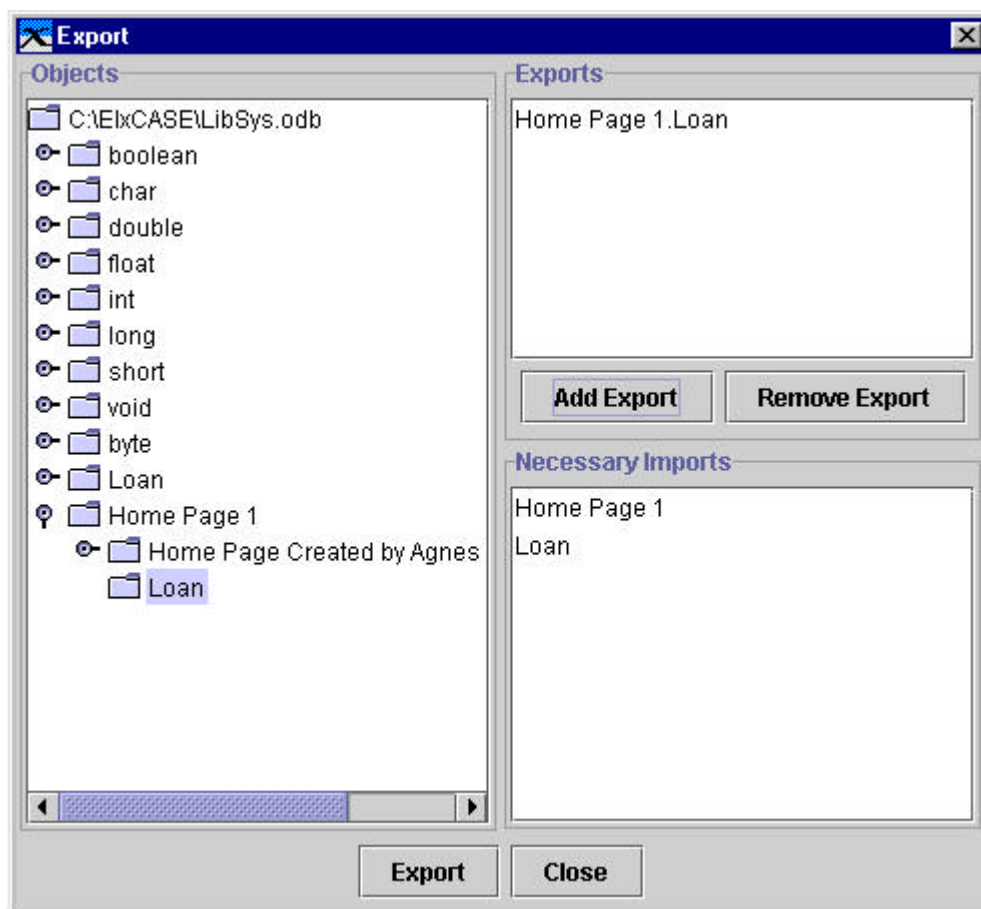 Export
Objects
C:\ElxCASE\LibSys.odb
boolean
char
double
float
int
long
short
void
byte
Loan
Home Page 1
Home Page Created by Agnes
Loan
Exports
Home Page 1.Loan
Add Export
Remove Export
Necessary Imports
Home Page 1
Loan
Export
Close